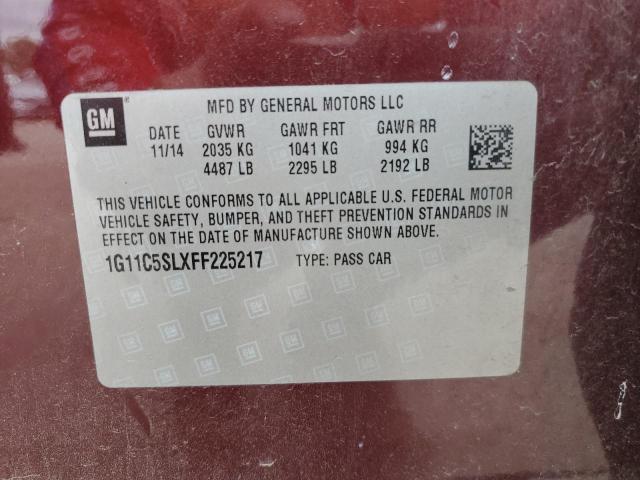 GM
MFD BY GENERAL MOTORS LLC
DATE GVWR GAWR FRT GAWR RR
11/14 2035 KG 1041 KG 994 KG
4487 LB 2295 LB 2192 LB
THIS VEHICLE CONFORMS TO ALL APPLICABLE U.S. FEDERAL MOTOR
VEHICLE SAFETY, BUMPER, AND THEFT PREVENTION STANDARDS IN
EFFECT ON THE DATE OF MANUFACTURE SHOWN ABOVE.
1G11C5SLXFF225217 TYPE: PASS CAR